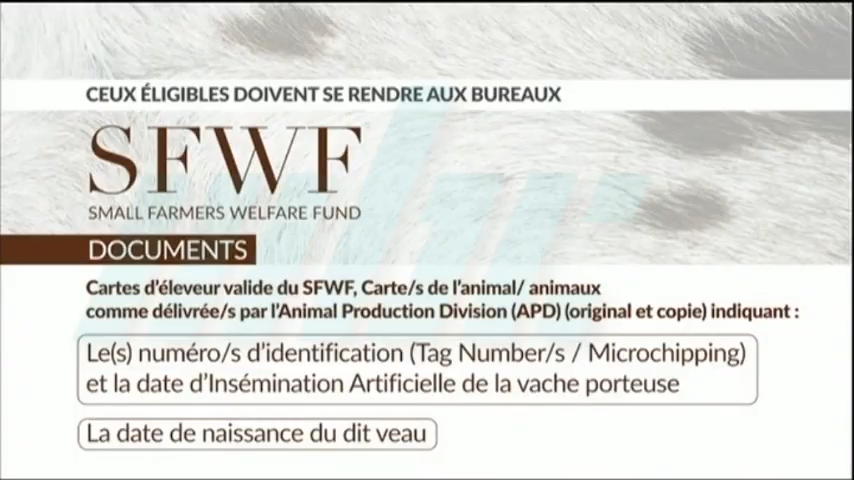 CEUX ÉLIGIBLES DOIVENT SE RENDRE AUX BUREAUX
SFWF
SMALL FARMERS WELFARE FUND
DOCUMENTS
Cartes d'éleveur valide du SFWF, Carte/s de l'animal/ animaux
comme délivrée/s par l'Animal Production Division (APD) (original et copie) indiquant :
Le(s) numéro/s d'identification (Tag Number/s / Microchipping)
et la date d'Insémination Artificielle de la vache porteuse
La date de naissance du dit veau